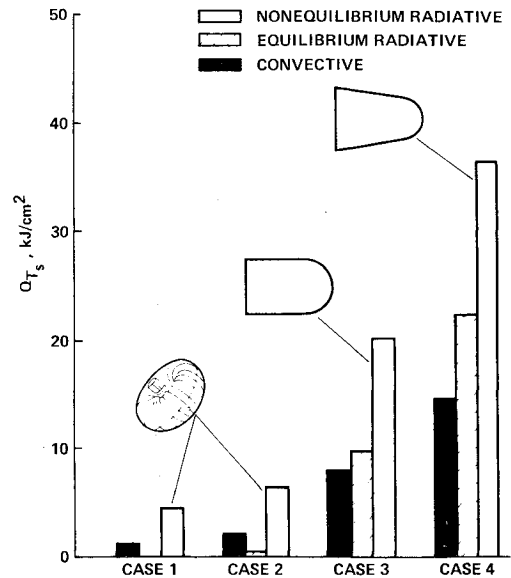 50
NONEQUILIBRIUM RADIATIVE
EQUILIBRIUM RADIATIVE
CONVECTIVE
40
30
Q_Ts, kJ/cm²
20
10
0
CASE 1 CASE 2 CASE 3 CASE 4